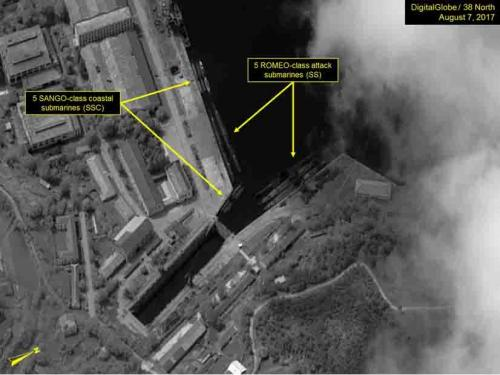 DigitalGlobe / 38 North
August 7, 2017
5 ROMEO-class attack
submarines (SS)
5 SANGO-class coastal
submarines (SSC)
N